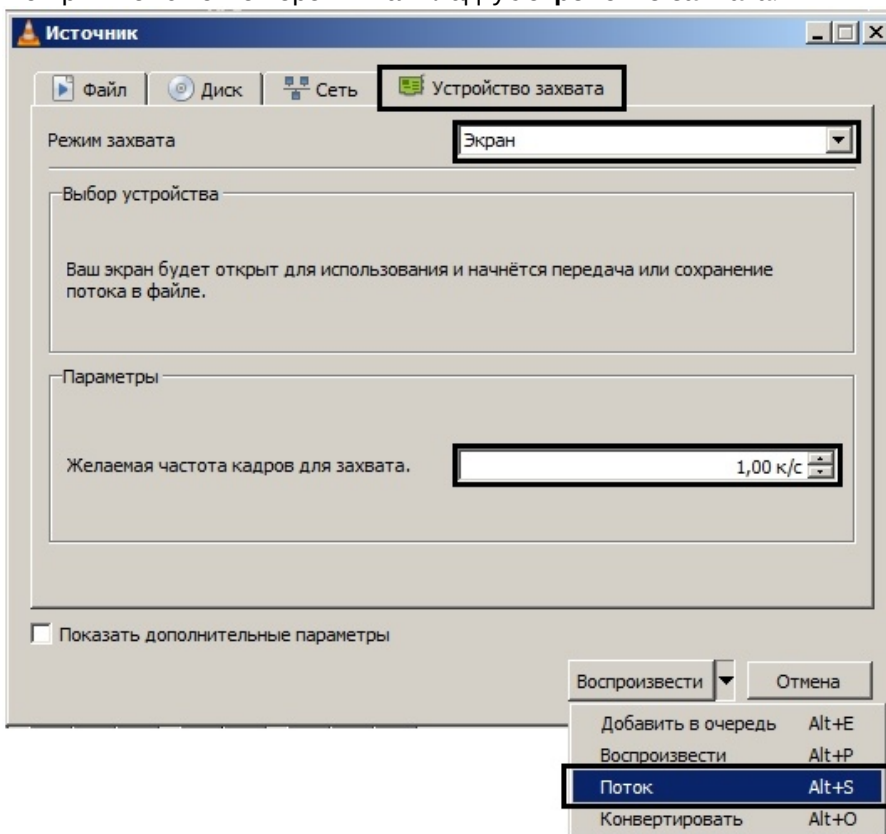 Источник
Файл Диск Сеть Устройство захвата
Режим захвата Экран
Выбор устройства
Ваш экран будет открыт для использования и начнётся передача или сохранение
потока в файле.
Параметры
Желаемая частота кадров для захвата. 1,00 к/с
Показать дополнительные параметры
Воспроизвести Отмена
Добавить в очередь Alt+E
Воспроизвести Alt+P
Поток Alt+S
Конвертировать Alt+O